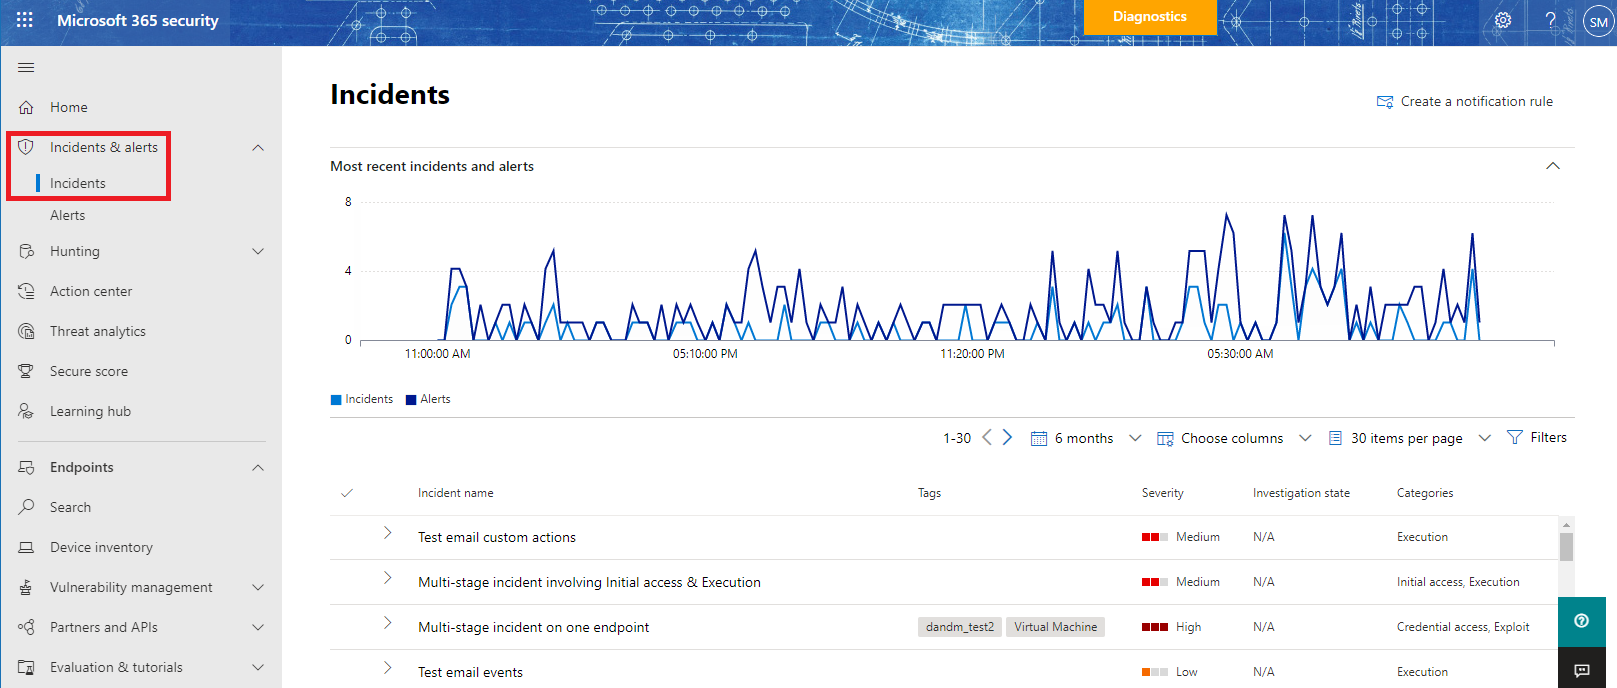 Microsoft 365 security
Diagnostics
?
SM
Home
Incidents & alerts
Incidents
Alerts
Hunting
Action center
Threat analytics
Secure score
Learning hub
Endpoints
Search
Device inventory
Vulnerability management
Partners and APIs
Evaluation & tutorials
Incidents
Create a notification rule
Most recent incidents and alerts
8
4
0
11:00:00 AM 05:10:00 PM 11:20:00 PM 05:30:00 AM
Incidents Alerts
1-30 6 months Choose columns 30 items per page Filters
Incident name Tags Severity Investigation state Categories
Test email custom actions Medium N/A Execution
Multi-stage incident involving Initial access & Execution Medium N/A Initial access, Execution
Multi-stage incident on one endpoint dandm_test2 Virtual Machine High N/A Credential access, Exploit
Test email events Low N/A Execution